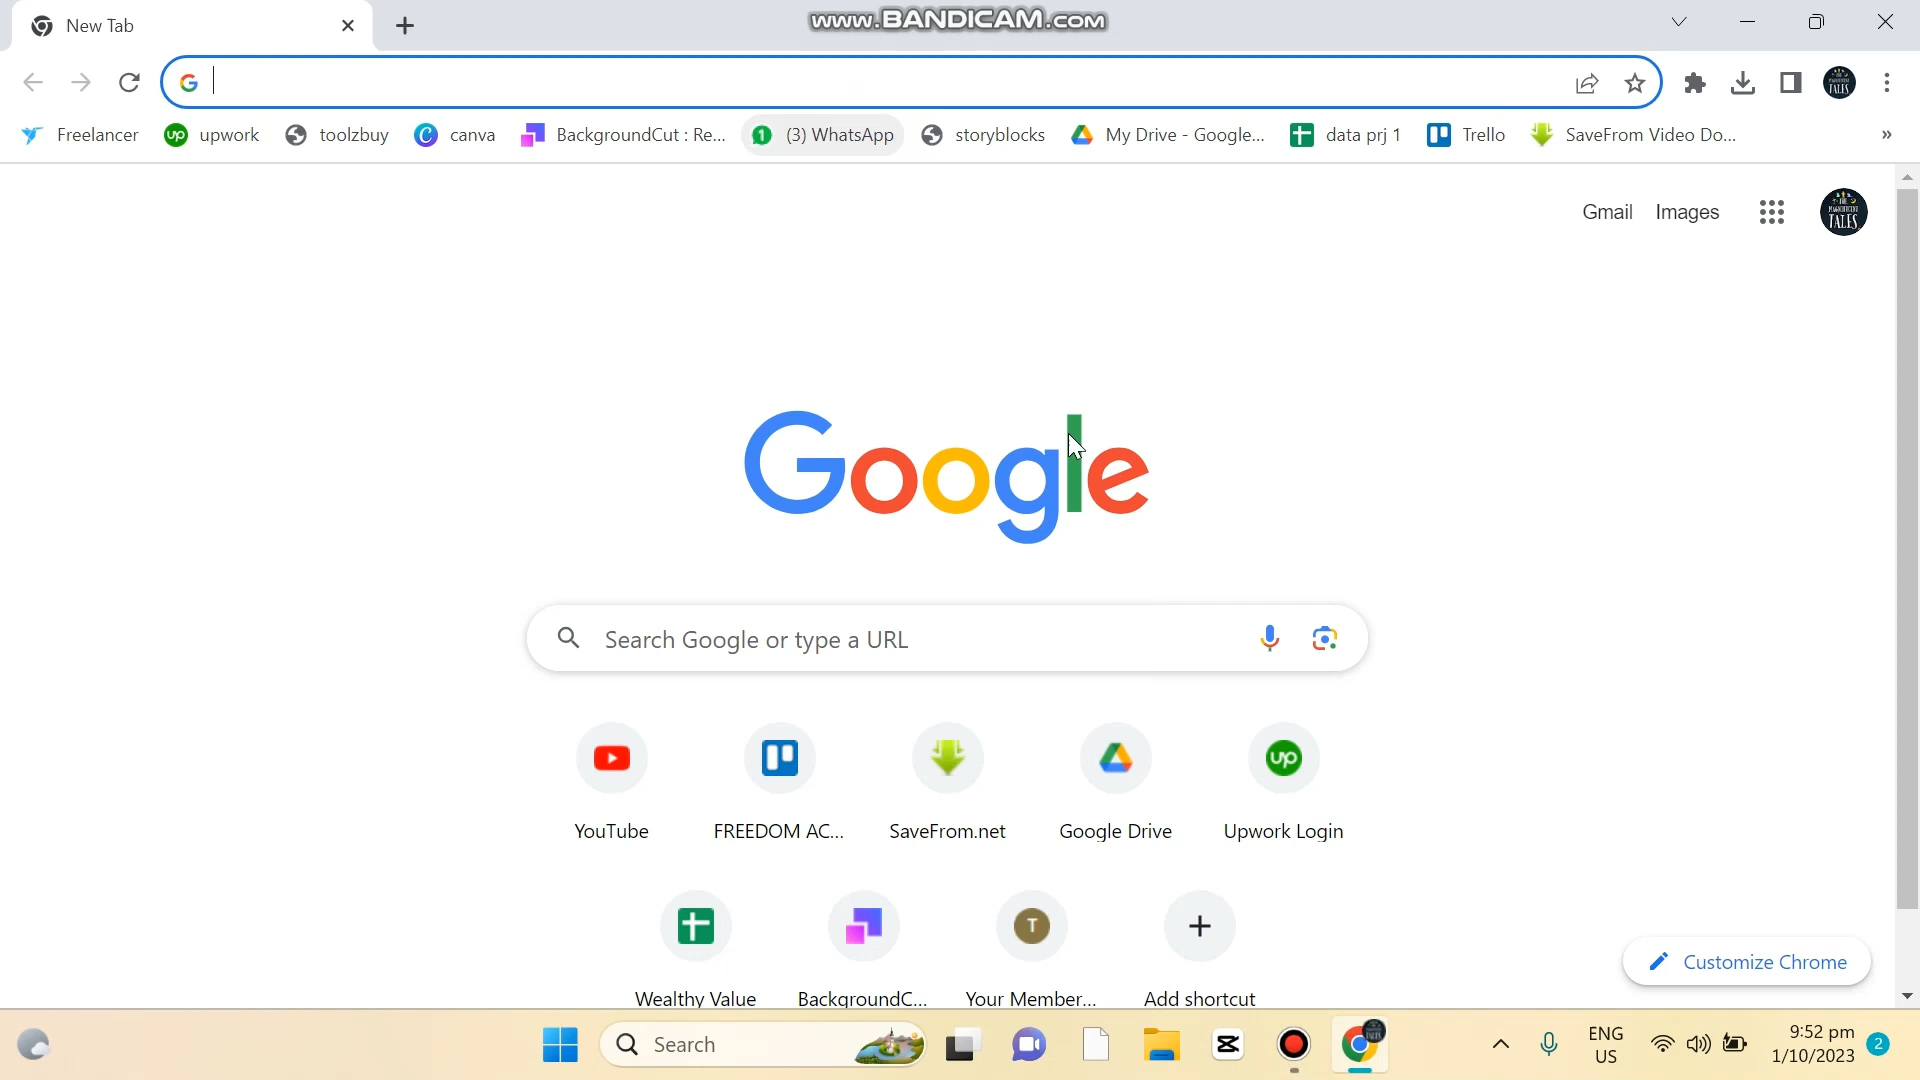 New Tab
www.BANDICAM.com
Freelancer upwork toolzbuy canva BackgroundCut : Re... (3) WhatsApp storyblocks My Drive - Google... data prj 1 Trello SaveFrom Video Do... »
Gmail Images
Google
Search Google or type a URL
YouTube FREEDOM AC... SaveFrom.net Google Drive Upwork Login
Wealthy Value BackgroundC... Your Member... Add shortcut
Customize Chrome
Search
ENG
US
9:52 pm
1/10/2023
2